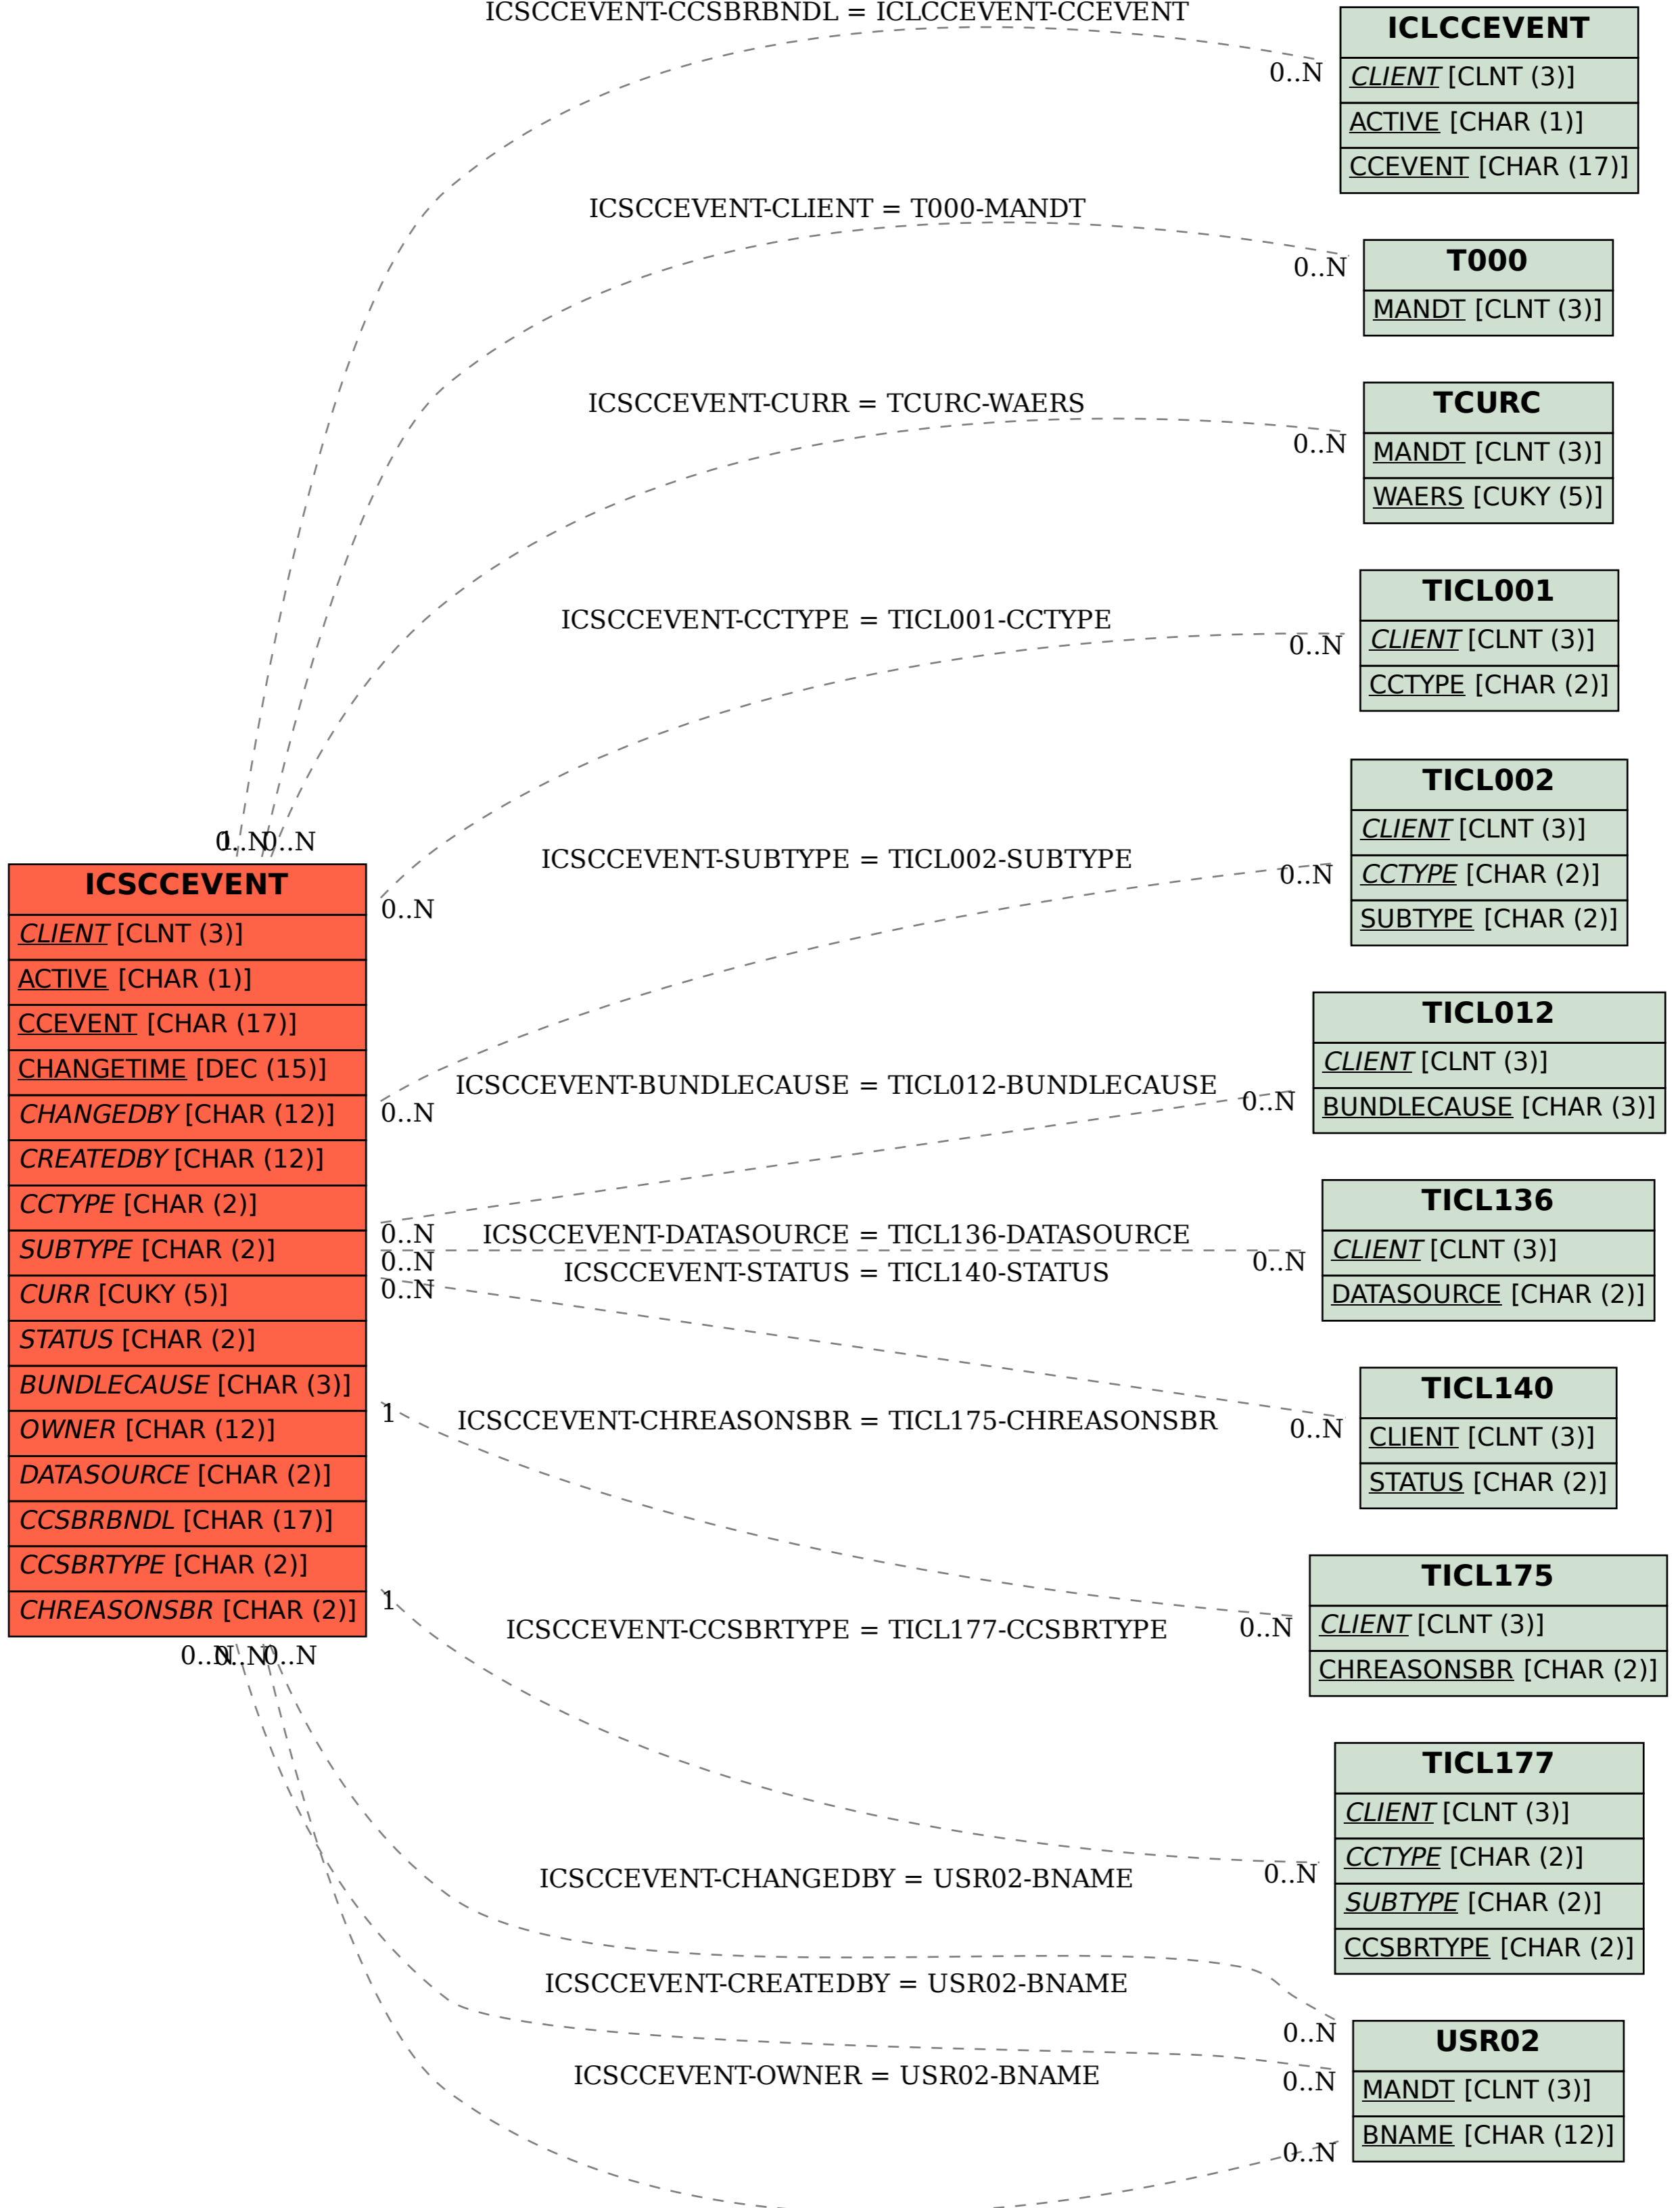 ICSCCEVENT-CCSBRBNDL = ICLCCEVENT-CCEVENT
0..N
ICLCCEVENT
CLIENT [CLNT (3)]
ACTIVE [CHAR (1)]
CCEVENT [CHAR (17)]
ICSCCEVENT-CLIENT = T000-MANDT
0..N
T000
MANDT [CLNT (3)]
ICSCCEVENT-CURR = TCURC-WAERS
0..N
TCURC
MANDT [CLNT (3)]
WAERS [CUKY (5)]
ICSCCEVENT-CCTYPE = TICL001-CCTYPE
0..N
TICL001
CLIENT [CLNT (3)]
CCTYPE [CHAR (2)]
ICSCCEVENT-SUBTYPE = TICL002-SUBTYPE
0..N
TICL002
CLIENT [CLNT (3)]
CCTYPE [CHAR (2)]
SUBTYPE [CHAR (2)]
1
0..N
0..N
ICSCCEVENT
CLIENT [CLNT (3)]
ACTIVE [CHAR (1)]
CCEVENT [CHAR (17)]
CHANGETIME [DEC (15)]
CHANGEDBY [CHAR (12)]
CREATEDBY [CHAR (12)]
CCTYPE [CHAR (2)]
SUBTYPE [CHAR (2)]
CURR [CUKY (5)]
STATUS [CHAR (2)]
BUNDLECAUSE [CHAR (3)]
OWNER [CHAR (12)]
DATASOURCE [CHAR (2)]
CCSBRBNDL [CHAR (17)]
CCSBRTYPE [CHAR (2)]
CHREASONSBR [CHAR (2)]
0..N
0..N
0..N
0..N
0..N
1
1
0..N
0..N
0..N
ICSCCEVENT-BUNDLECAUSE = TICL012-BUNDLECAUSE
0..N
TICL012
CLIENT [CLNT (3)]
BUNDLECAUSE [CHAR (3)]
ICSCCEVENT-DATASOURCE = TICL136-DATASOURCE
0..N
TICL136
CLIENT [CLNT (3)]
DATASOURCE [CHAR (2)]
ICSCCEVENT-STATUS = TICL140-STATUS
0..N
TICL140
CLIENT [CLNT (3)]
STATUS [CHAR (2)]
ICSCCEVENT-CHREASONSBR = TICL175-CHREASONSBR
0..N
TICL175
CLIENT [CLNT (3)]
CHREASONSBR [CHAR (2)]
ICSCCEVENT-CCSBRTYPE = TICL177-CCSBRTYPE
0..N
TICL177
CLIENT [CLNT (3)]
CCTYPE [CHAR (2)]
SUBTYPE [CHAR (2)]
CCSBRTYPE [CHAR (2)]
ICSCCEVENT-CHANGEDBY = USR02-BNAME
0..N
ICSCCEVENT-CREATEDBY = USR02-BNAME
0..N
ICSCCEVENT-OWNER = USR02-BNAME
0..N
USR02
MANDT [CLNT (3)]
BNAME [CHAR (12)]